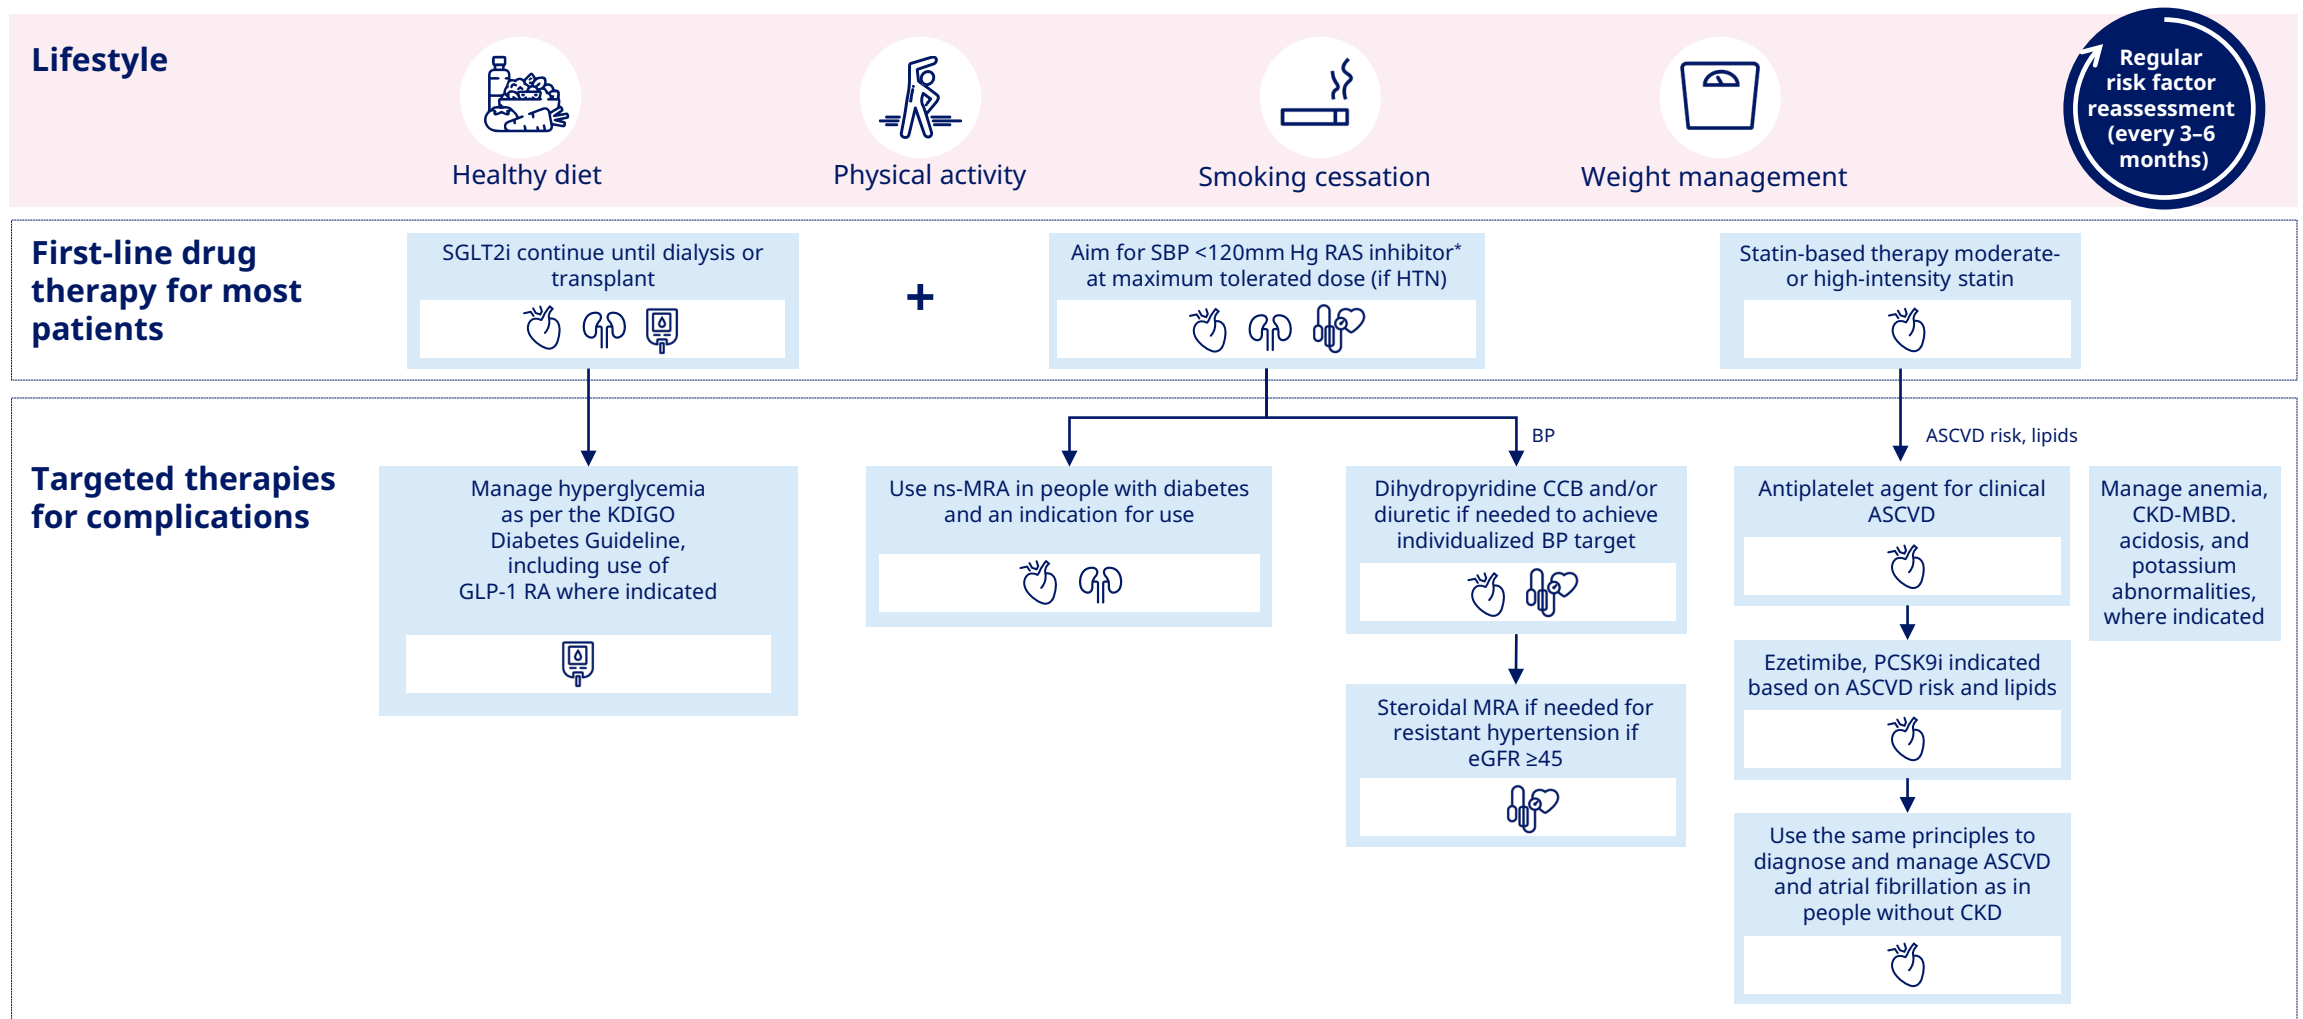 Lifestyle
Healthy diet
Physical activity
Smoking cessation
Weight management
Regular
risk factor
reassessment
(every 3–6
months)
First-line drug
therapy for most
patients
SGLT2i continue until dialysis or
transplant
+
Aim for SBP <120mm Hg RAS inhibitor*
at maximum tolerated dose (if HTN)
Statin-based therapy moderate-
or high-intensity statin
BP
ASCVD risk, lipids
Targeted therapies
for complications
Manage hyperglycemia
as per the KDIGO
Diabetes Guideline,
including use of
GLP-1 RA where indicated
Use ns-MRA in people with diabetes
and an indication for use
Dihydropyridine CCB and/or
diuretic if needed to achieve
individualized BP target
Steroidal MRA if needed for
resistant hypertension if
eGFR ≥45
Antiplatelet agent for clinical
ASCVD
Ezetimibe, PCSK9i indicated
based on ASCVD risk and lipids
Use the same principles to
diagnose and manage ASCVD
and atrial fibrillation as in
people without CKD
Manage anemia,
CKD-MBD.
acidosis, and
potassium
abnormalities,
where indicated